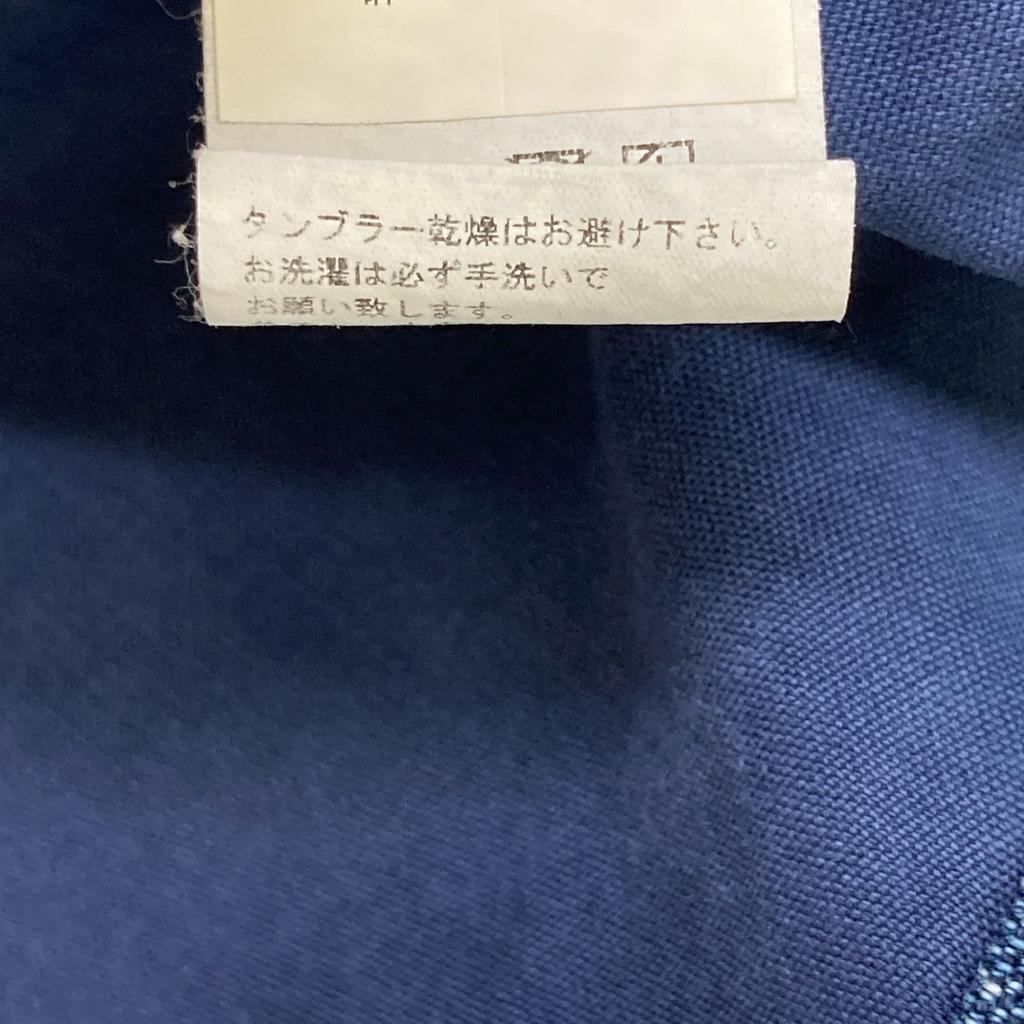 タンブラー乾燥はお避け下さい。
お洗濯は必ず手洗いで
お願い致します。